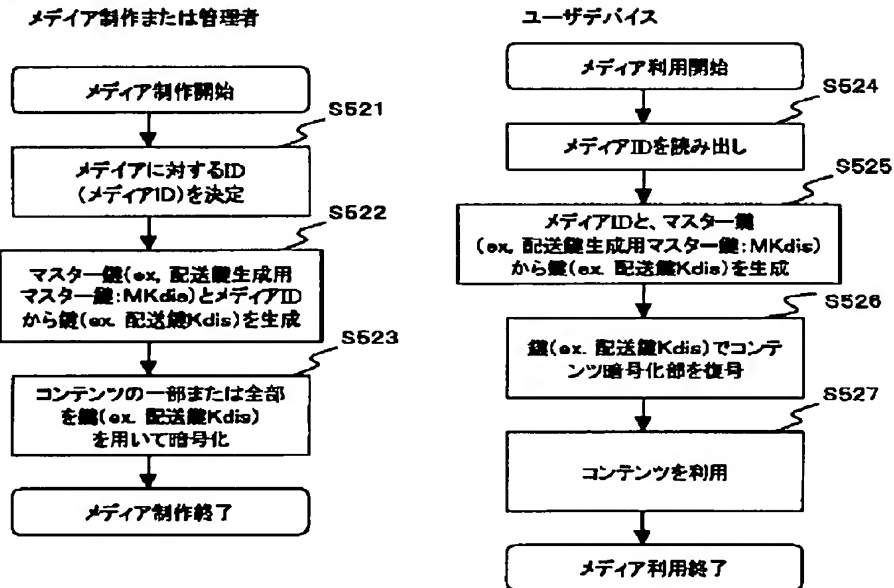 メデイア制作または管理者
メディア制作開始
S521
メデイアに対するID
(メディアID)を決定
S522
マスター鍵(ex, 配送鍵生成用
マスター鍵:MKdis)とメディアID
から鍵(ex. 配送鍵Kdis)を生成
S523
コンテンツの一部または全部
を鍵(ex. 配送鍵Kdis)
を用いて暗号化
メディア制作終了
ユーザデバイス
メディア利用開始
S524
メディアIDを読み出し
S525
メディアIDと、マスター鍵
(ex, 配送鍵生成用マスター鍵:MKdis)
から鍵(ex. 配送鍵Kdis)を生成
S526
鍵(ex. 配送鍵Kdis)でコンテ
ンツ暗号化部を復号
S527
コンテンツを利用
メディア利用終了